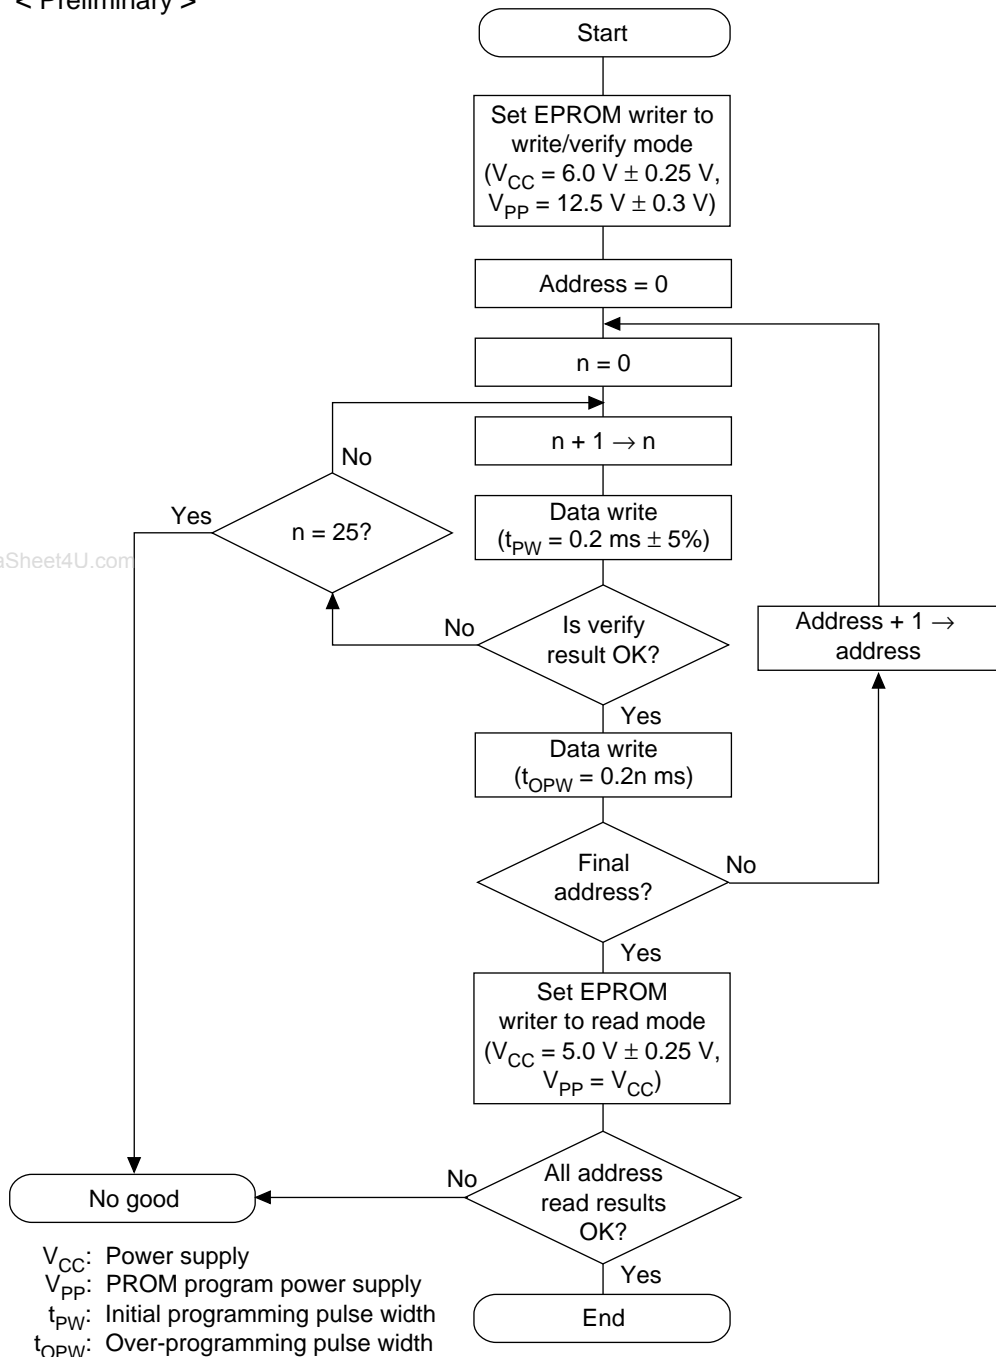 < Preliminary >
Start
Set EPROM writer to
write/verify mode
(VCC = 6.0 V ± 0.25 V,
VPP = 12.5 V ± 0.3 V)
Address = 0
n = 0
n + 1 → n
No
Yes
n = 25?
Data write
(tPW = 0.2 ms ± 5%)
aSheet4U.com
No
Is verify
result OK?
Address + 1 →
address
Yes
Data write
(tOPW = 0.2n ms)
Final
address?
No
Yes
Set EPROM
writer to read mode
(VCC = 5.0 V ± 0.25 V,
VPP = VCC)
No
All address
read results
OK?
No good
Yes
End
VCC: Power supply
VPP: PROM program power supply
tPW: Initial programming pulse width
tOPW: Over-programming pulse width